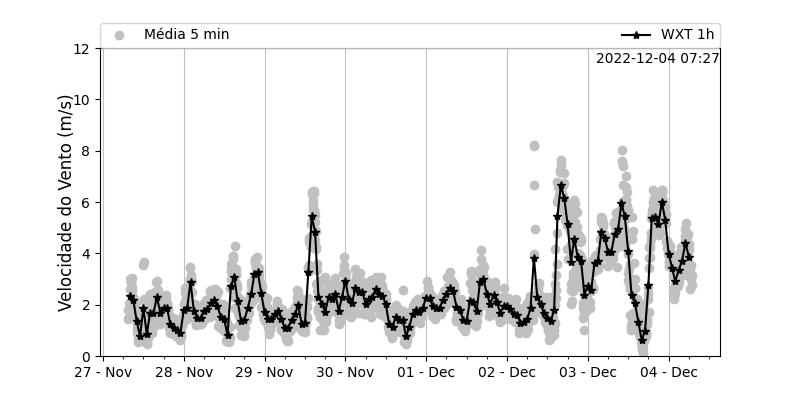 Média 5 min
WXT 1h
2022-12-04 07:27
Velocidade do Vento (m/s)
12
10
8
6
4
2
0
27 - Nov
28 - Nov
29 - Nov
30 - Nov
01 - Dec
02 - Dec
03 - Dec
04 - Dec